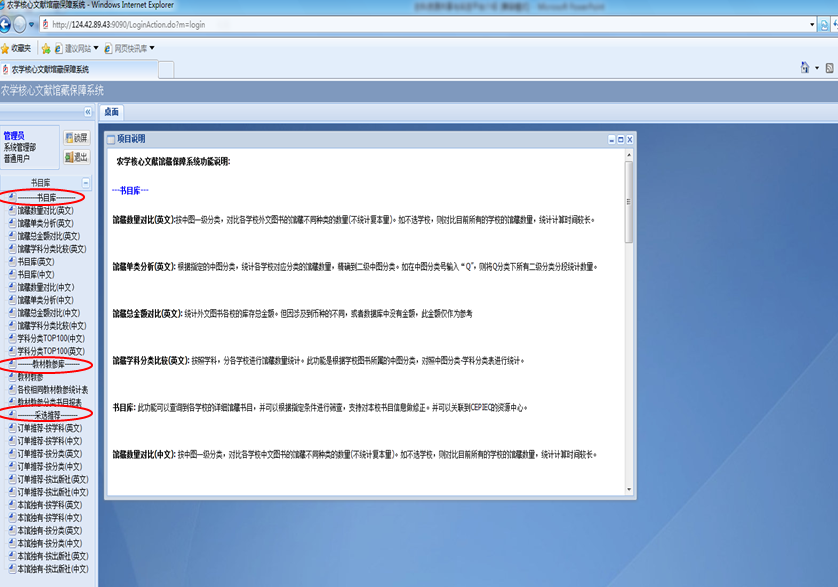 农学核心文献馆藏保障系统 - Windows Internet Explorer
Microsoft PowerPoint
http://124.42.89.43:9090/LoginAction.do?m=login
收藏夹 建议网站 网页快讯库
农学核心文献馆藏保障系统
农学核心文献馆藏保障系统
桌面
管理员
系统管理部
普通用户
锁屏
退出
书目库
---------书目库---------
馆藏数量对比(英文)
馆藏单类分析(英文)
馆藏总金额对比(英文)
馆藏学科分类比较(英文)
书目库(英文)
书目库(中文)
馆藏数量对比(中文)
馆藏单类分析(中文)
馆藏总金额对比(中文)
馆藏学科分类比较(中文)
学科分类TOP100(中文)
学科分类TOP100(英文)
-------教材教参库-------
教材教参
各校相同教材教参统计表
教材教参分类书目报表
--------采选推荐--------
订单推荐-按学科(英文)
订单推荐-按学科(中文)
订单推荐-按分类(英文)
订单推荐-按分类(中文)
订单推荐-按出版社(英文)
订单推荐-按出版社(中文)
本馆独有-按学科(英文)
本馆独有-按学科(中文)
本馆独有-按分类(英文)
本馆独有-按分类(中文)
本馆独有-按出版社(英文)
本馆独有-按出版社(中文)
项目说明
农学核心文献馆藏保障系统功能说明:
---书目库---
馆藏数量对比(英文):按中图一级分类，对比各学校外文图书的馆藏不同种类的数量(不统计复本量)。如不选学校，则对比目前所有的学校的馆藏数量，统计计算时间较长。
馆藏单类分析(英文): 根据指定的中图分类，统计各学校对应分类的馆藏数量，精确到二级中图分类。如在中图分类号输入“Q”，则将Q分类下所有二级分类分段统计数量。
馆藏总金额对比(英文): 统计外文图书各校的库存总金额。但因涉及到币种的不同，或者数据库中没有金额，此金额仅作为参考
馆藏学科分类比较(英文): 按照学科，分各学校进行馆藏数量统计。此功能是根据学校图书所属的中图分类，对照中图分类-学科分类表进行统计。
书目库: 此功能可以查询到各学校的详细馆藏书目，并可以根据指定条件进行筛查，支持对本校书目信息做修正。并可以关联到CEPIEC的资源中心。
馆藏数量对比(中文): 按中图一级分类，对比各学校中文图书的馆藏不同种类的数量(不统计复本量)。如不选学校，则对比目前所有的学校的馆藏数量，统计计算时间较长。